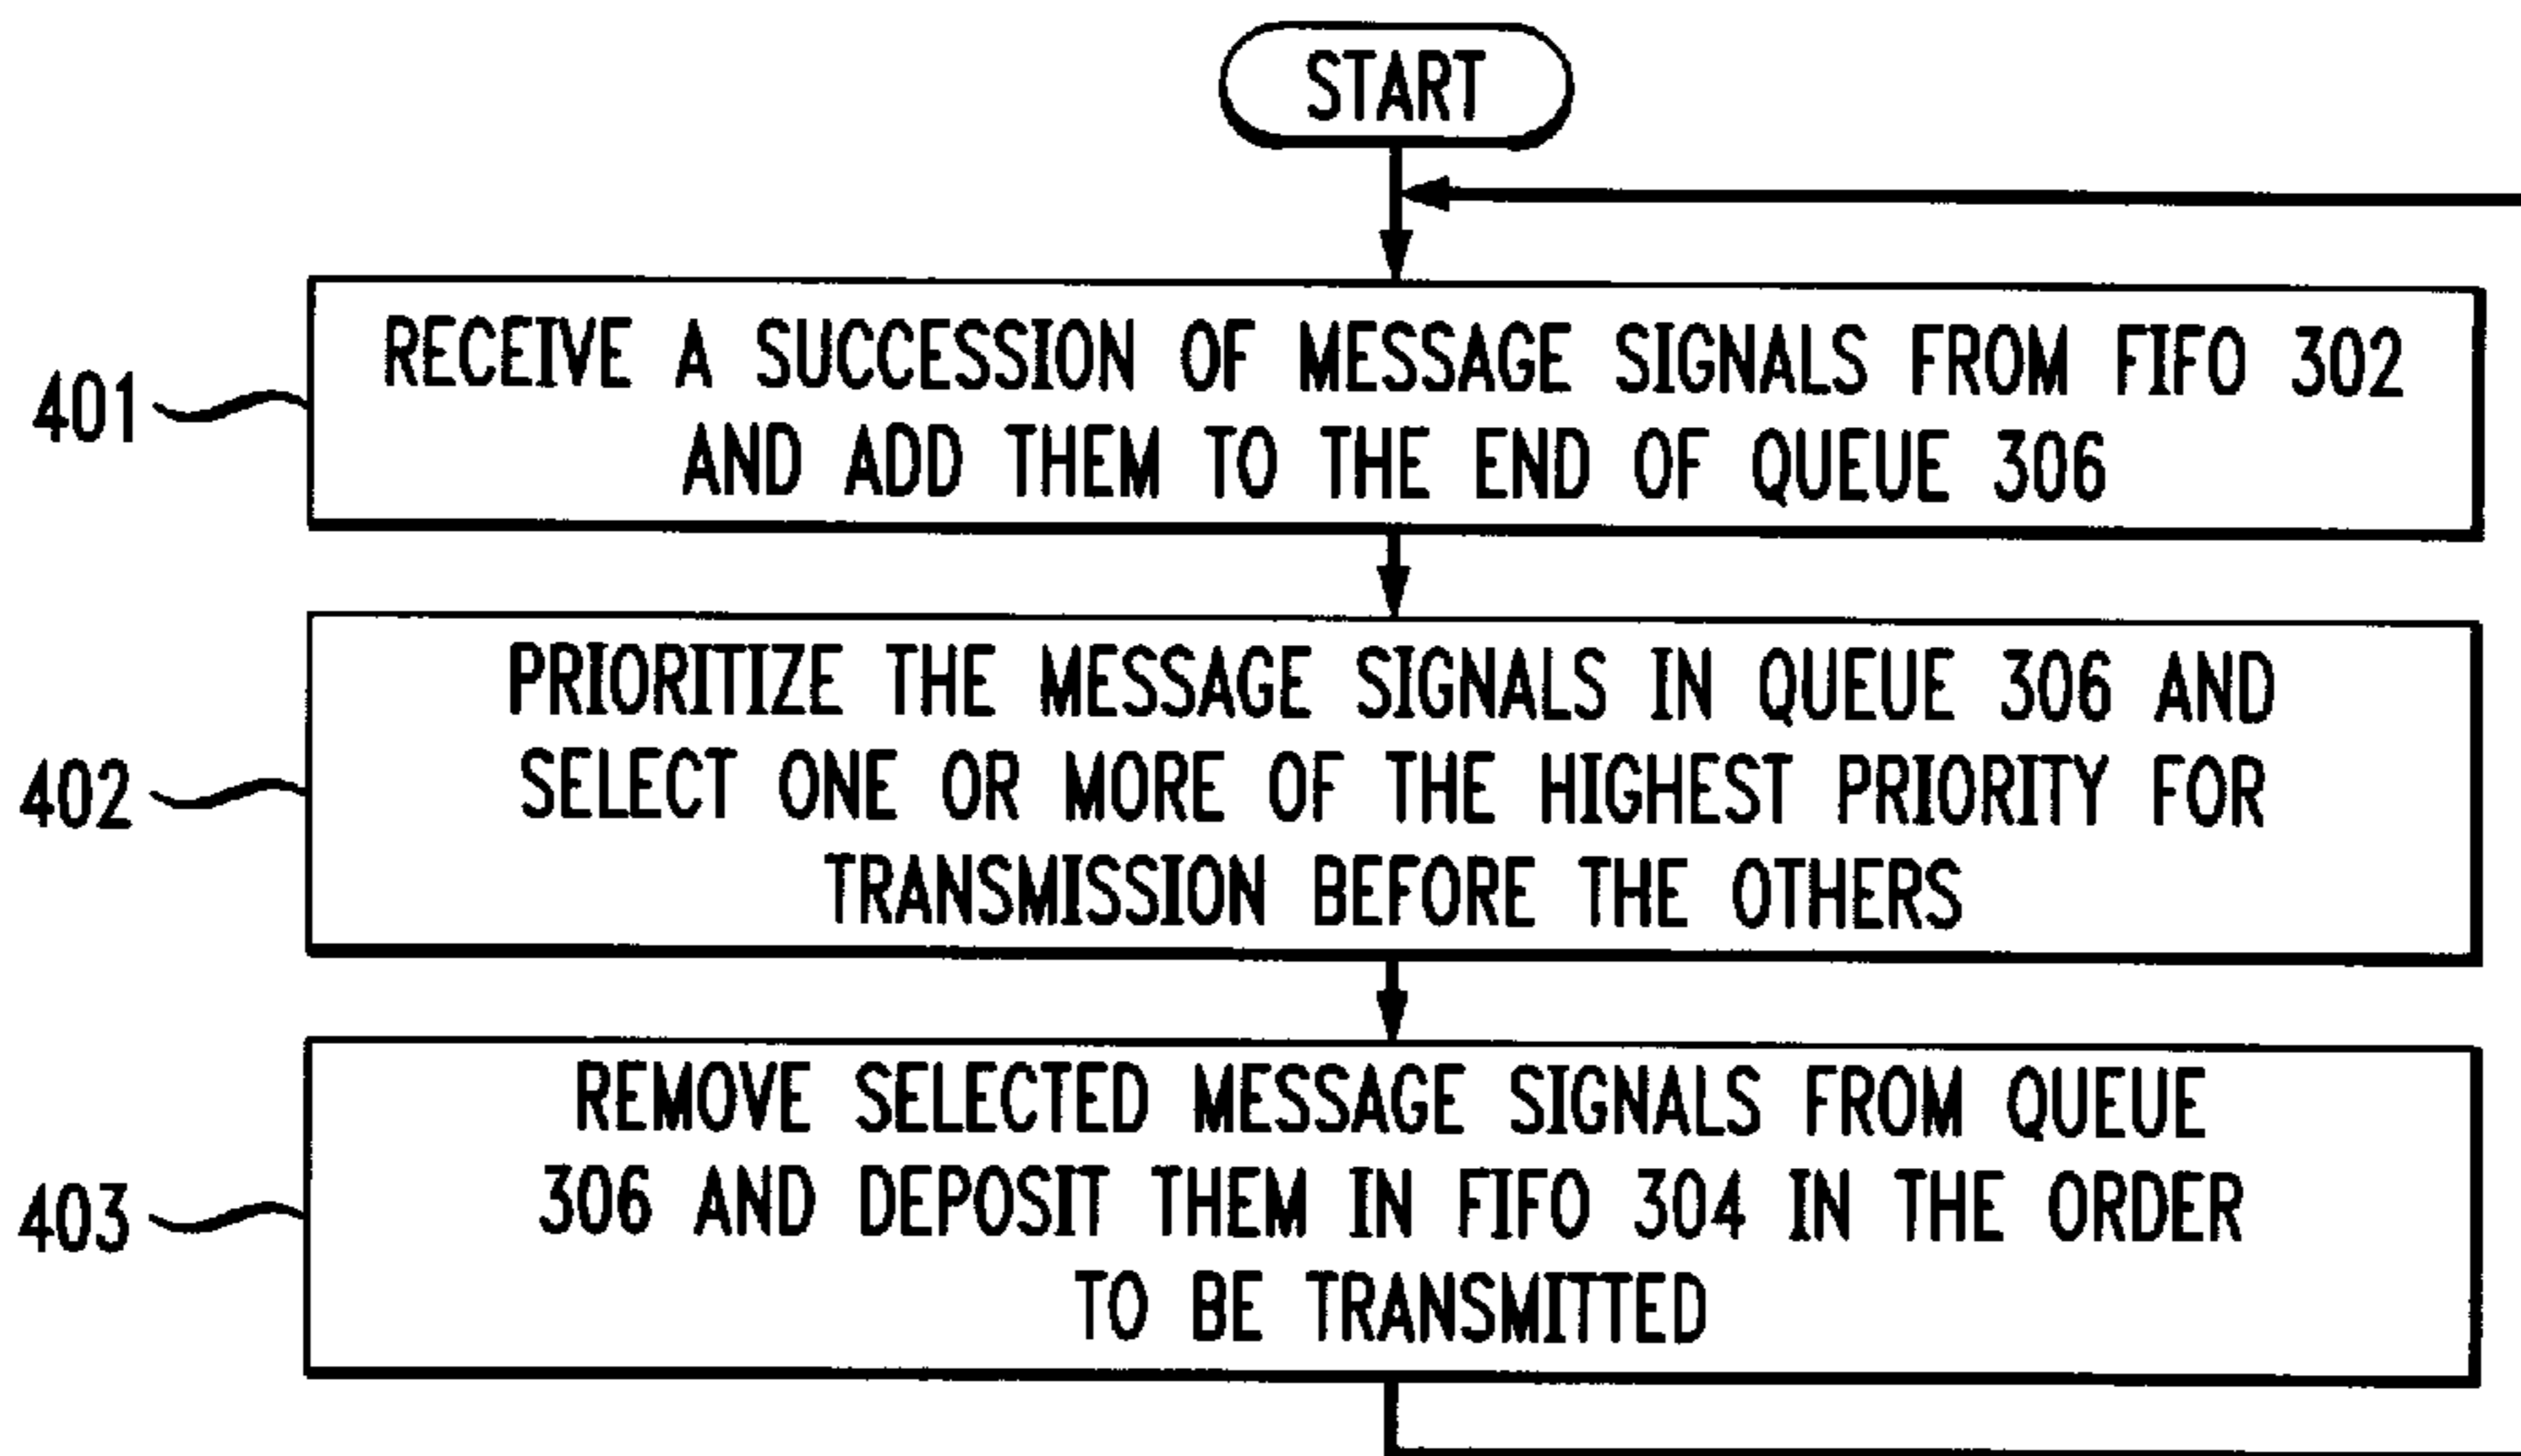 START
401
RECEIVE A SUCCESSION OF MESSAGE SIGNALS FROM FIFO 302
AND ADD THEM TO THE END OF QUEUE 306
402
PRIORITIZE THE MESSAGE SIGNALS IN QUEUE 306 AND
SELECT ONE OR MORE OF THE HIGHEST PRIORITY FOR
TRANSMISSION BEFORE THE OTHERS
403
REMOVE SELECTED MESSAGE SIGNALS FROM QUEUE
306 AND DEPOSIT THEM IN FIFO 304 IN THE ORDER
TO BE TRANSMITTED